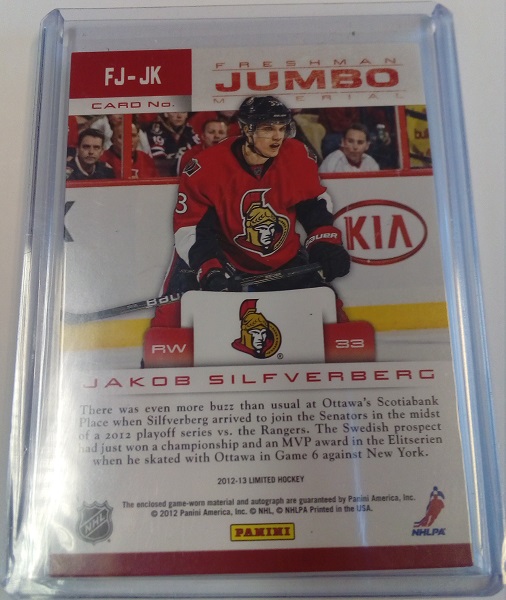 FJ-JK
CARD No.
FRESHMAN
JUMBO
MATERIAL
33
KIA
BAUER
BAU
RW
33
®
JAKOB SILFVERBERG
There was even more buzz than usual at Ottawa's Scotiabank
Place when Silfverberg arrived to join the Senators in the midst
of a 2012 playoff series vs. the Rangers. The Swedish prospect
had just won a championship and an MVP award in the Elitserien
when he skated with Ottawa in Game 6 against New York.
2012-13 LIMITED HOCKEY
The enclosed game-worn material and autograph are guaranteed by Panini America, Inc.
© 2012 Panini America, Inc. © NHL, © NHLPA Printed in the USA.
NHL
PANINI
NHLPA